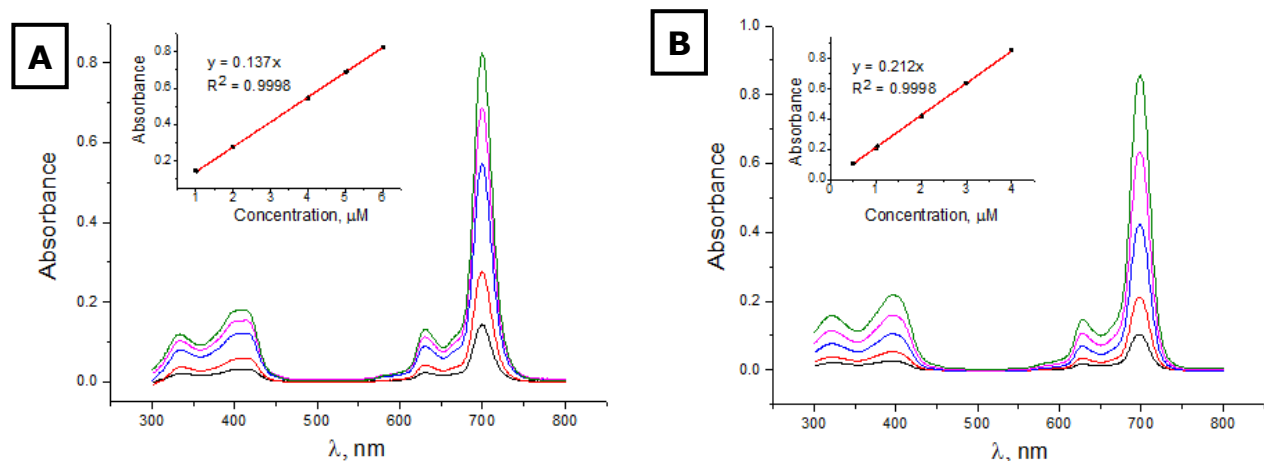 A
y = 0.137x
R² = 0.9998
Absorbance
0.8
0.6
0.4
0.2
1 2 3 4 5 6
Concentration, μM
Absorbance
0.8
0.6
0.4
0.2
0.0
300 400 500 600 700 800
λ, nm
B
y = 0.212x
R² = 0.9998
Absorbance
0.8
0.6
0.4
0.2
0.0
0 1 2 3 4
Concentration, μM
Absorbance
1.0
0.8
0.6
0.4
0.2
0.0
300 400 500 600 700 800
λ, nm